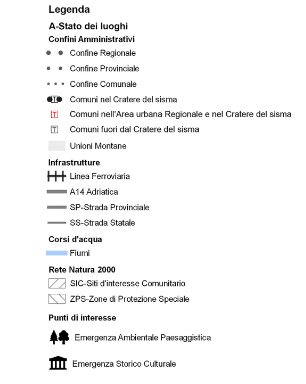 Legenda
A-Stato dei luoghi
Confini Amministrativi
Confine Regionale
Confine Provinciale
Confine Comunale
Comuni nel Cratere del sisma
T Comuni nell'Area urbana Regionale e nel Cratere del sisma
T Comuni fuori dal Cratere del sisma
Unioni Montane
Infrastrutture
Linea Ferroviaria
A14 Adriatica
SP-Strada Provinciale
SS-Strada Statale
Corsi d'acqua
Fiumi
Rete Natura 2000
SIC-Siti d'interesse Comunitario
ZPS-Zone di Protezione Speciale
Punti di interesse
Emergenza Ambientale Paesaggistica
Emergenza Storico Culturale